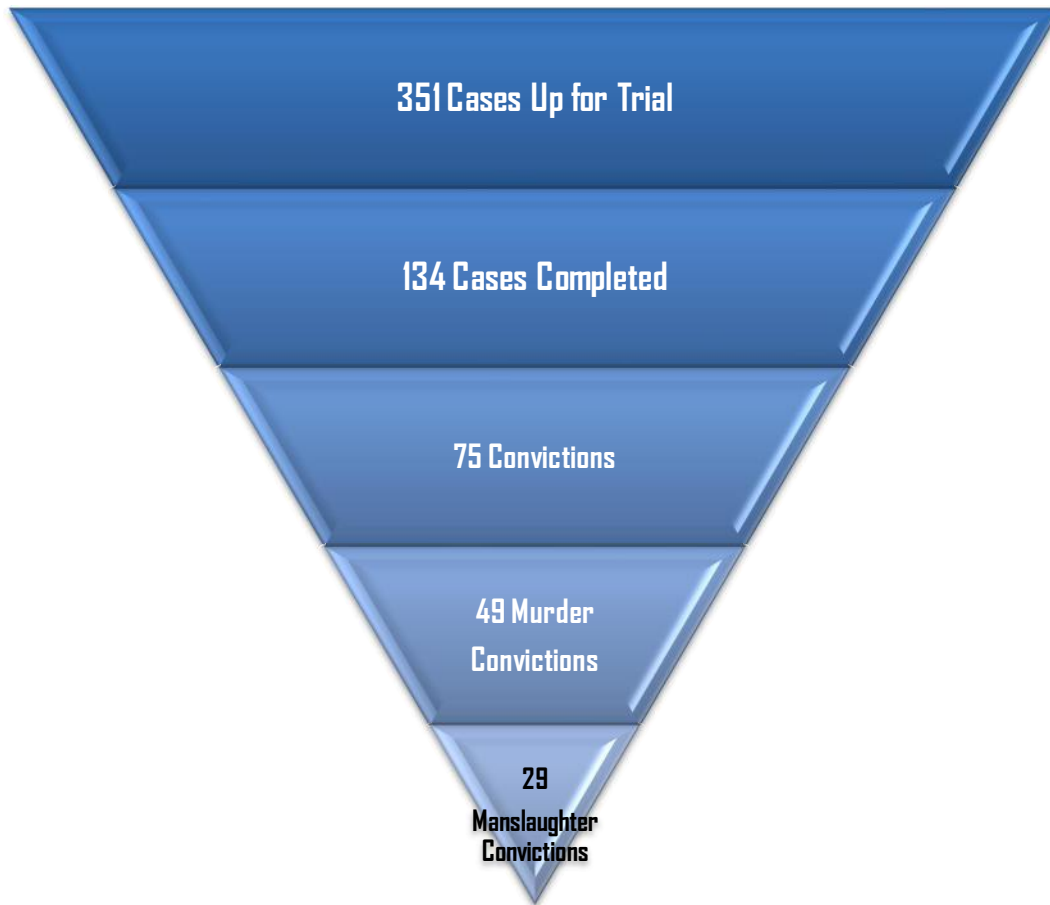 351 Cases Up for Trial
134 Cases Completed
75 Convictions
49 Murder
Convictions
29
Manslaughter
Convictions